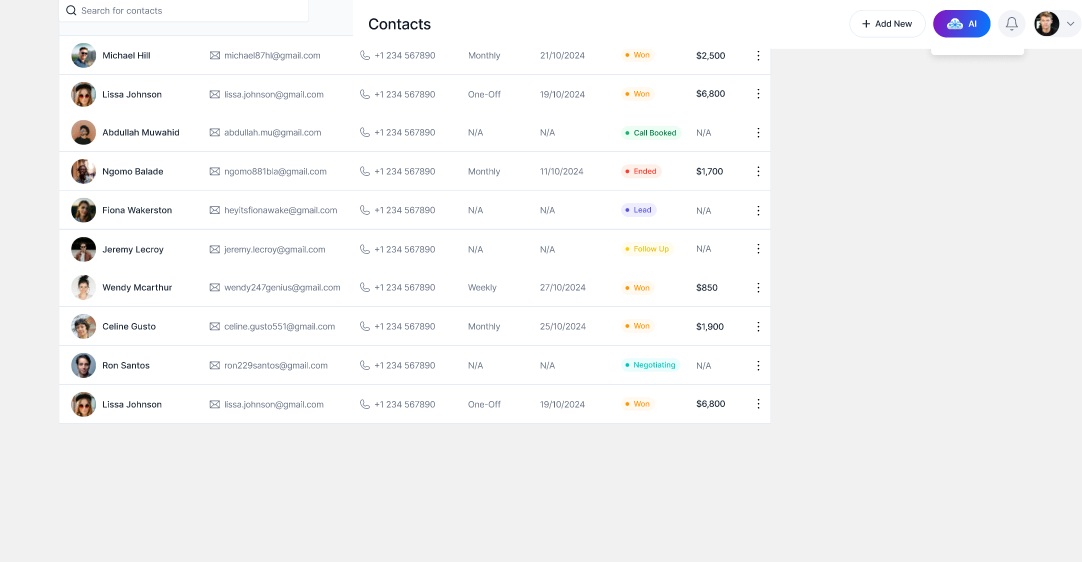 Search for contacts
Contacts
Add New
AI
Michael Hill michael87hl@gmail.com +1 234 567890 Monthly 21/10/2024 Won $2,500
Lissa Johnson lissa.johnson@gmail.com +1 234 567890 One-Off 19/10/2024 Won $6,800
Abdullah Muwahid abdullah.mu@gmail.com +1 234 567890 N/A N/A Call Booked N/A
Ngomo Balade ngomo881bla@gmail.com +1 234 567890 Monthly 11/10/2024 Ended $1,700
Fiona Wakerston heyitsfionawake@gmail.com +1 234 567890 N/A N/A Lead N/A
Jeremy Lecroy jeremy.lecroy@gmail.com +1 234 567890 N/A N/A Follow Up N/A
Wendy Mcarthur wendy247genius@gmail.com +1 234 567890 Weekly 27/10/2024 Won $850
Celine Gusto celine.gusto551@gmail.com +1 234 567890 Monthly 25/10/2024 Won $1,900
Ron Santos ron229santos@gmail.com +1 234 567890 N/A N/A Negotiating N/A
Lissa Johnson lissa.johnson@gmail.com +1 234 567890 One-Off 19/10/2024 Won $6,800